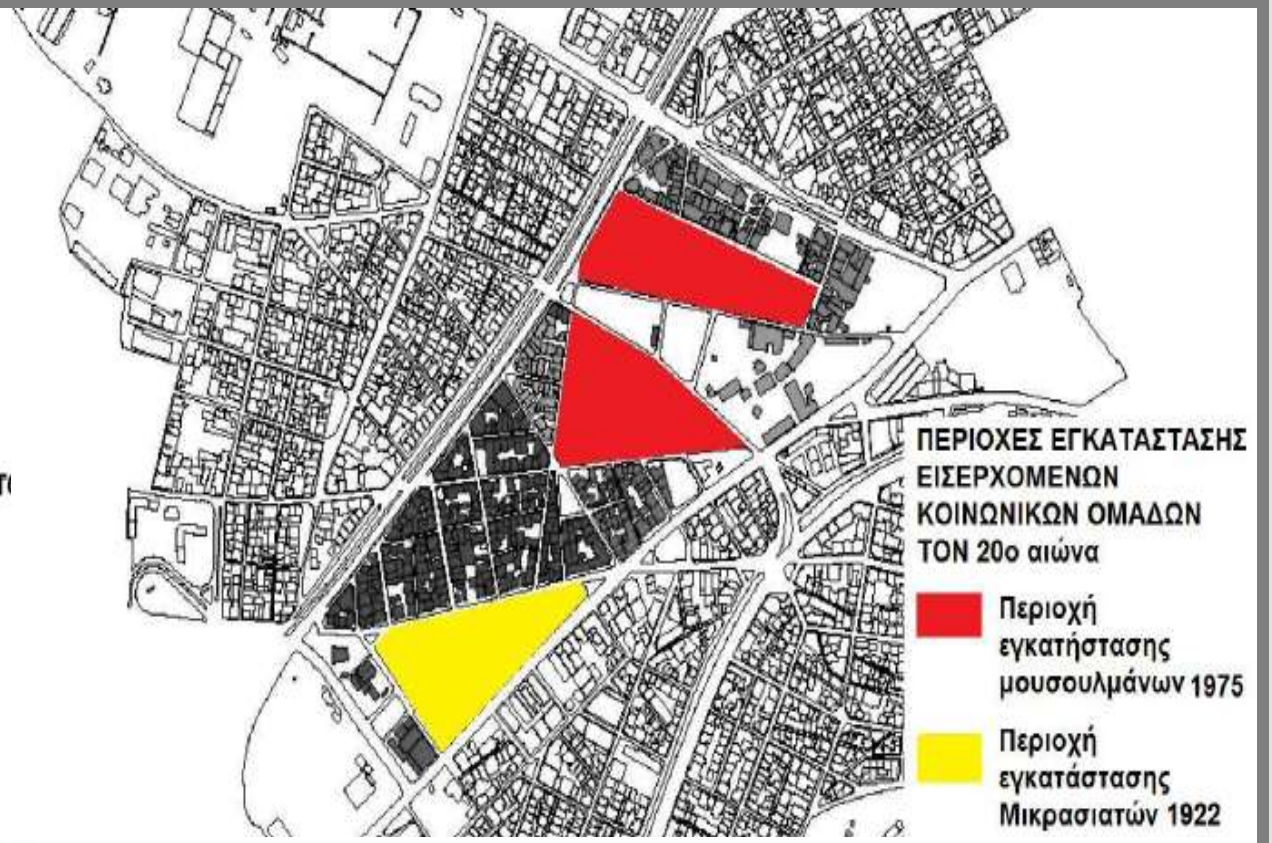 ΠΕΡΙΟΧΕΣ ΕΓΚΑΤΑΣΤΑΣΗΣ
ΕΙΣΕΡΧΟΜΕΝΩΝ
ΚΟΙΝΩΝΙΚΩΝ ΟΜΑΔΩΝ
ΤΟΝ 20ο αιώνα
Περιοχή
εγκατήστασης
μουσουλμάνων 1975
Περιοχή
εγκατάστασης
Μικρασιατών 1922